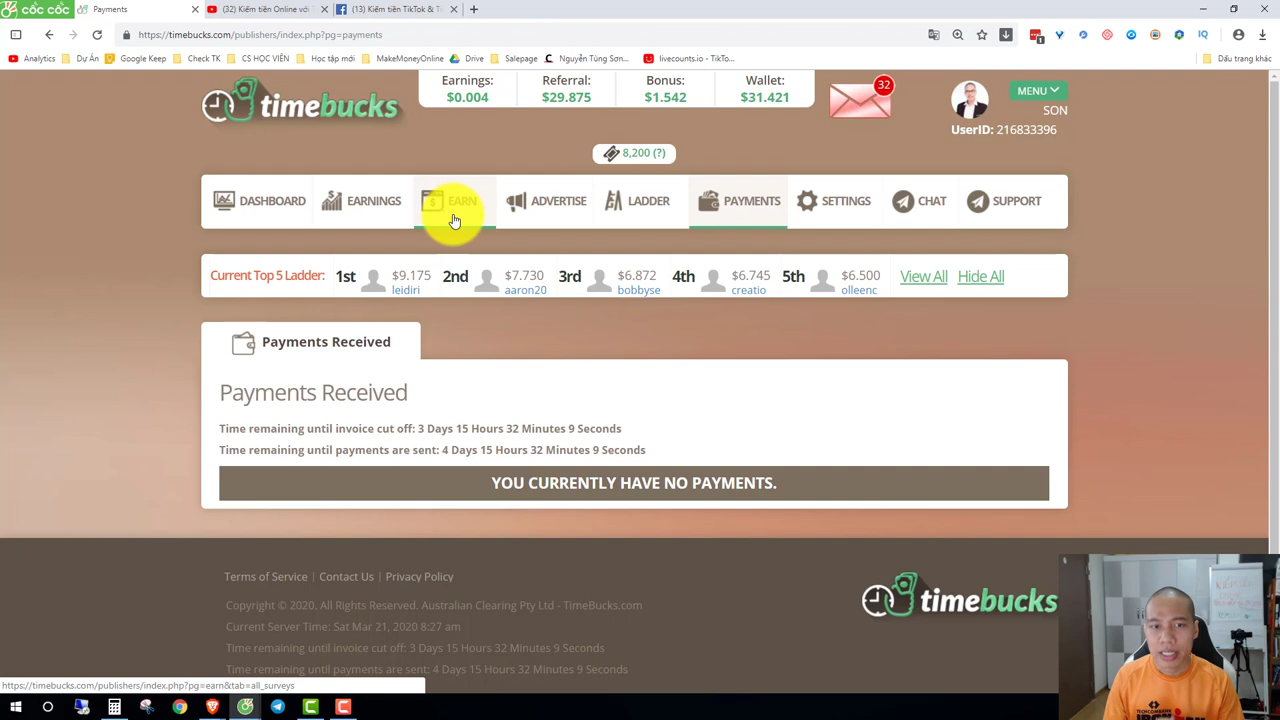 CỐC CỐC
Payments
(32) Kiếm tiền Online với
(13) Kiếm tiền TikTok & Ti
https://timebucks.com/publishers/index.php?pg=payments
Analytics
Dự Án
Google Keep
Check TK
CS HỌC VIÊN
Học tập mới
MakeMoneyOnline
Drive
Salepage
Nguyễn Tùng Sơn...
livecounts.io - TikTo...
Dấu trang khác
timebucks
Earnings: Referral: Bonus: Wallet:
$0.004 $29.875 $1.542 $31.421
32
MENU
SON
UserID: 216833396
8,200 (?)
DASHBOARD EARNINGS EARN ADVERTISE LADDER PAYMENTS SETTINGS CHAT SUPPORT
Current Top 5 Ladder: 1st $9.175 2nd $7.730 3rd $6.872 4th $6.745 5th $6.500 View All Hide All
leidiri aaron20 bobbyse creatio olleenc
Payments Received
Payments Received
Time remaining until invoice cut off: 3 Days 15 Hours 32 Minutes 9 Seconds
Time remaining until payments are sent: 4 Days 15 Hours 32 Minutes 9 Seconds
YOU CURRENTLY HAVE NO PAYMENTS.
Terms of Service | Contact Us | Privacy Policy
timebucks
Copyright © 2020, All Rights Reserved. Australian Clearing Pty Ltd - TimeBucks.com
Current Server Time: Sat Mar 21, 2020 8:27 am
Time remaining until invoice cut off: 3 Days 15 Hours 32 Minutes 9 Seconds
Time remaining until payments are sent: 4 Days 15 Hours 32 Minutes 9 Seconds
https://timebucks.com/publishers/index.php?pg=earn&tab=all_surveys